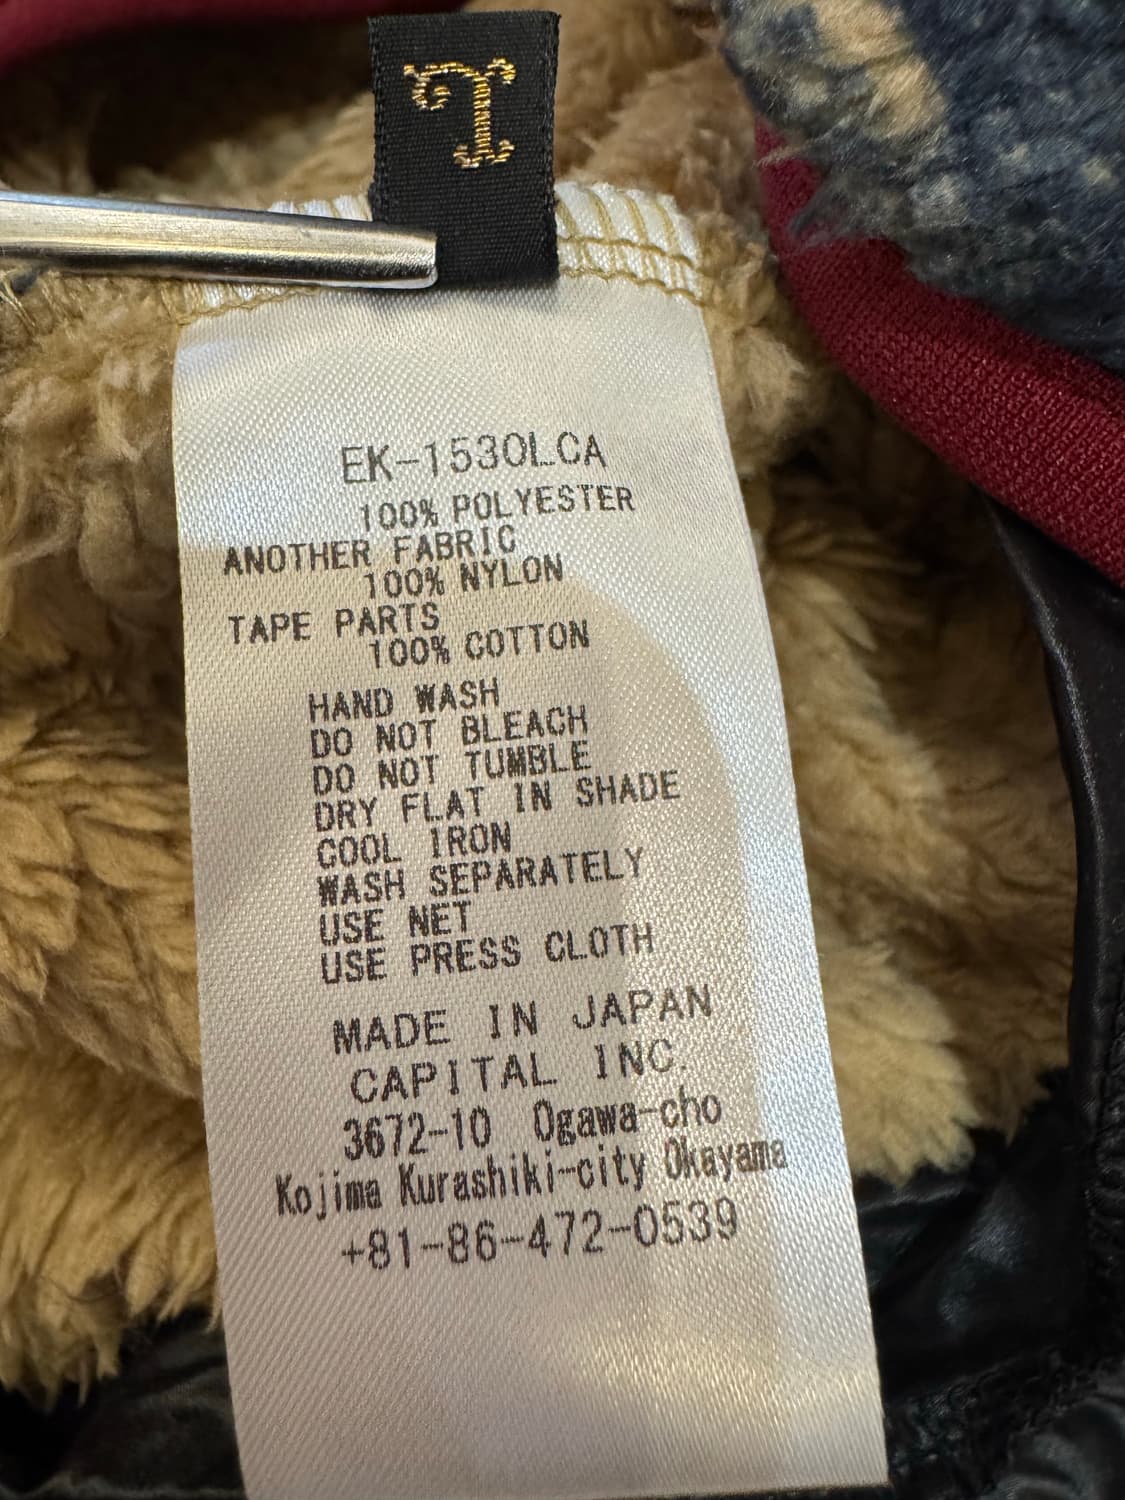 I
EK-1530LCA
100% POLYESTER
ANOTHER FABRIC
100% NYLON
TAPE PARTS
100% COTTON
HAND WASH
DO NOT BLEACH
DO NOT TUMBLE
DRY FLAT IN SHADE
COOL IRON
WASH SEPARATELY
USE NET
USE PRESS CLOTH
MADE IN JAPAN
CAPITAL INC.
3672-10 Ogawa-cho
Kojima Kurashiki-city Okayama
+81-86-472-0539